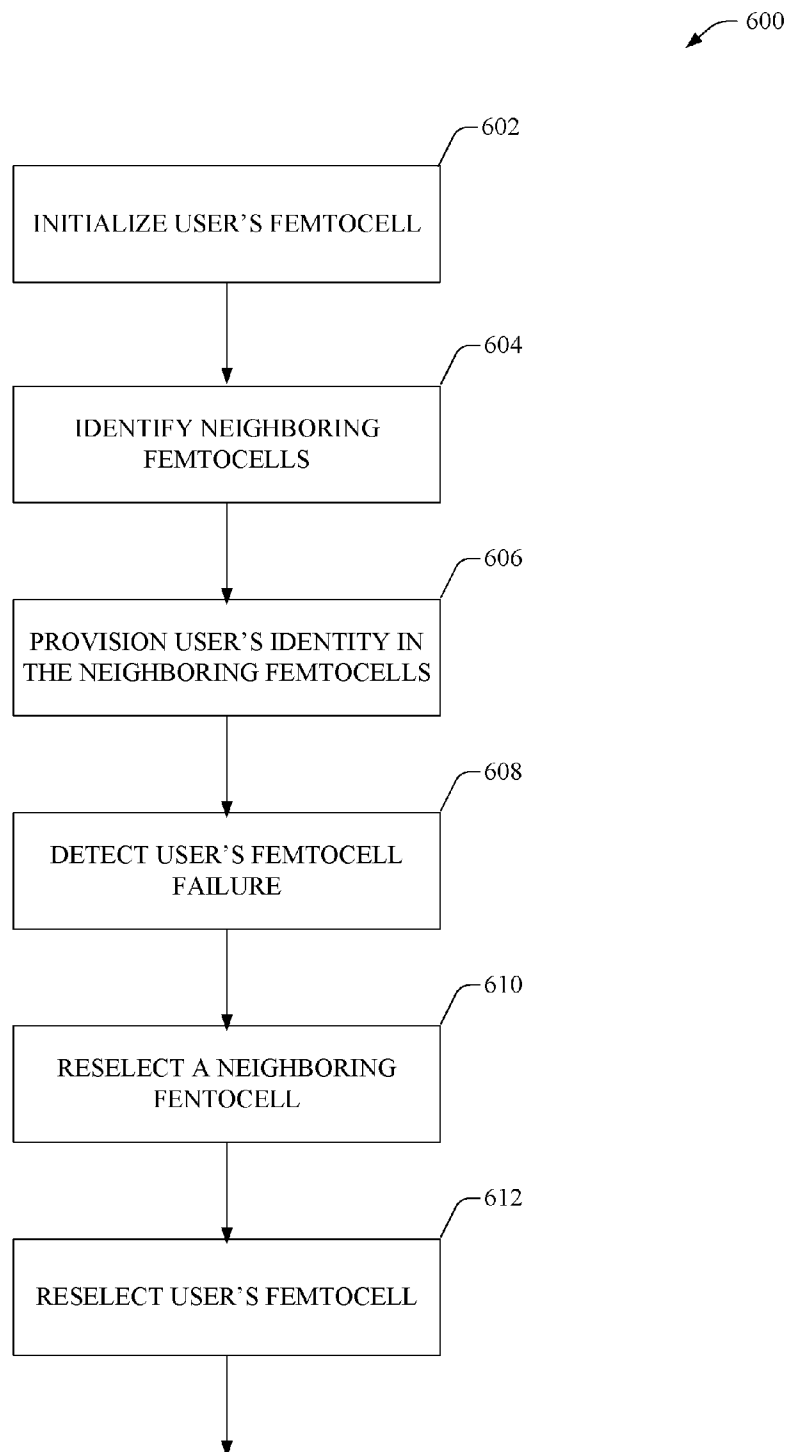 600
602
INITIALIZE USER'S FEMTOCELL
604
IDENTIFY NEIGHBORING
FEMTOCELLS
606
PROVISION USER'S IDENTITY IN
THE NEIGHBORING FEMTOCELLS
608
DETECT USER'S FEMTOCELL
FAILURE
610
RESELECT A NEIGHBORING
FENTOCELL
612
RESELECT USER'S FEMTOCELL